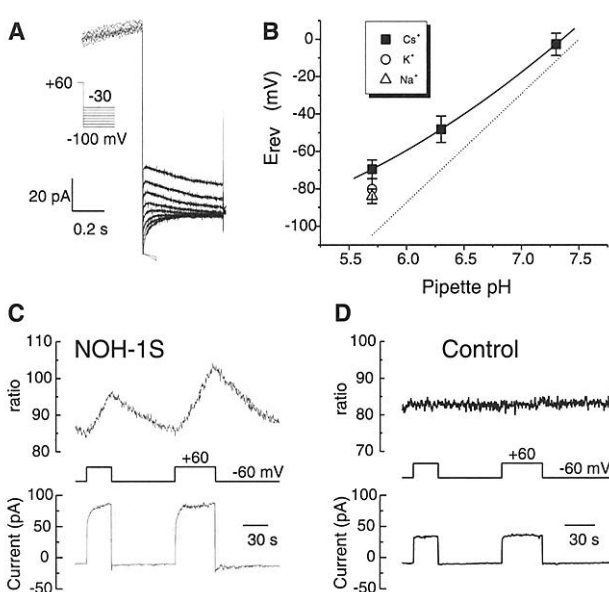 A
+60
-30
-100 mV
20 pA
0.2 s
B
Cs⁺
K⁺
Na⁺
Erev (mV)
0
-20
-40
-60
-80
-100
5.5 6.0 6.5 7.0 7.5
Pipette pH
C
NOH-1S
ratio
110
100
90
80
+60
-60 mV
Current (pA)
100
50
0
-50
30 s
D
Control
ratio
100
90
80
70
+60
-60 mV
Current (pA)
100
50
0
-50
30 s